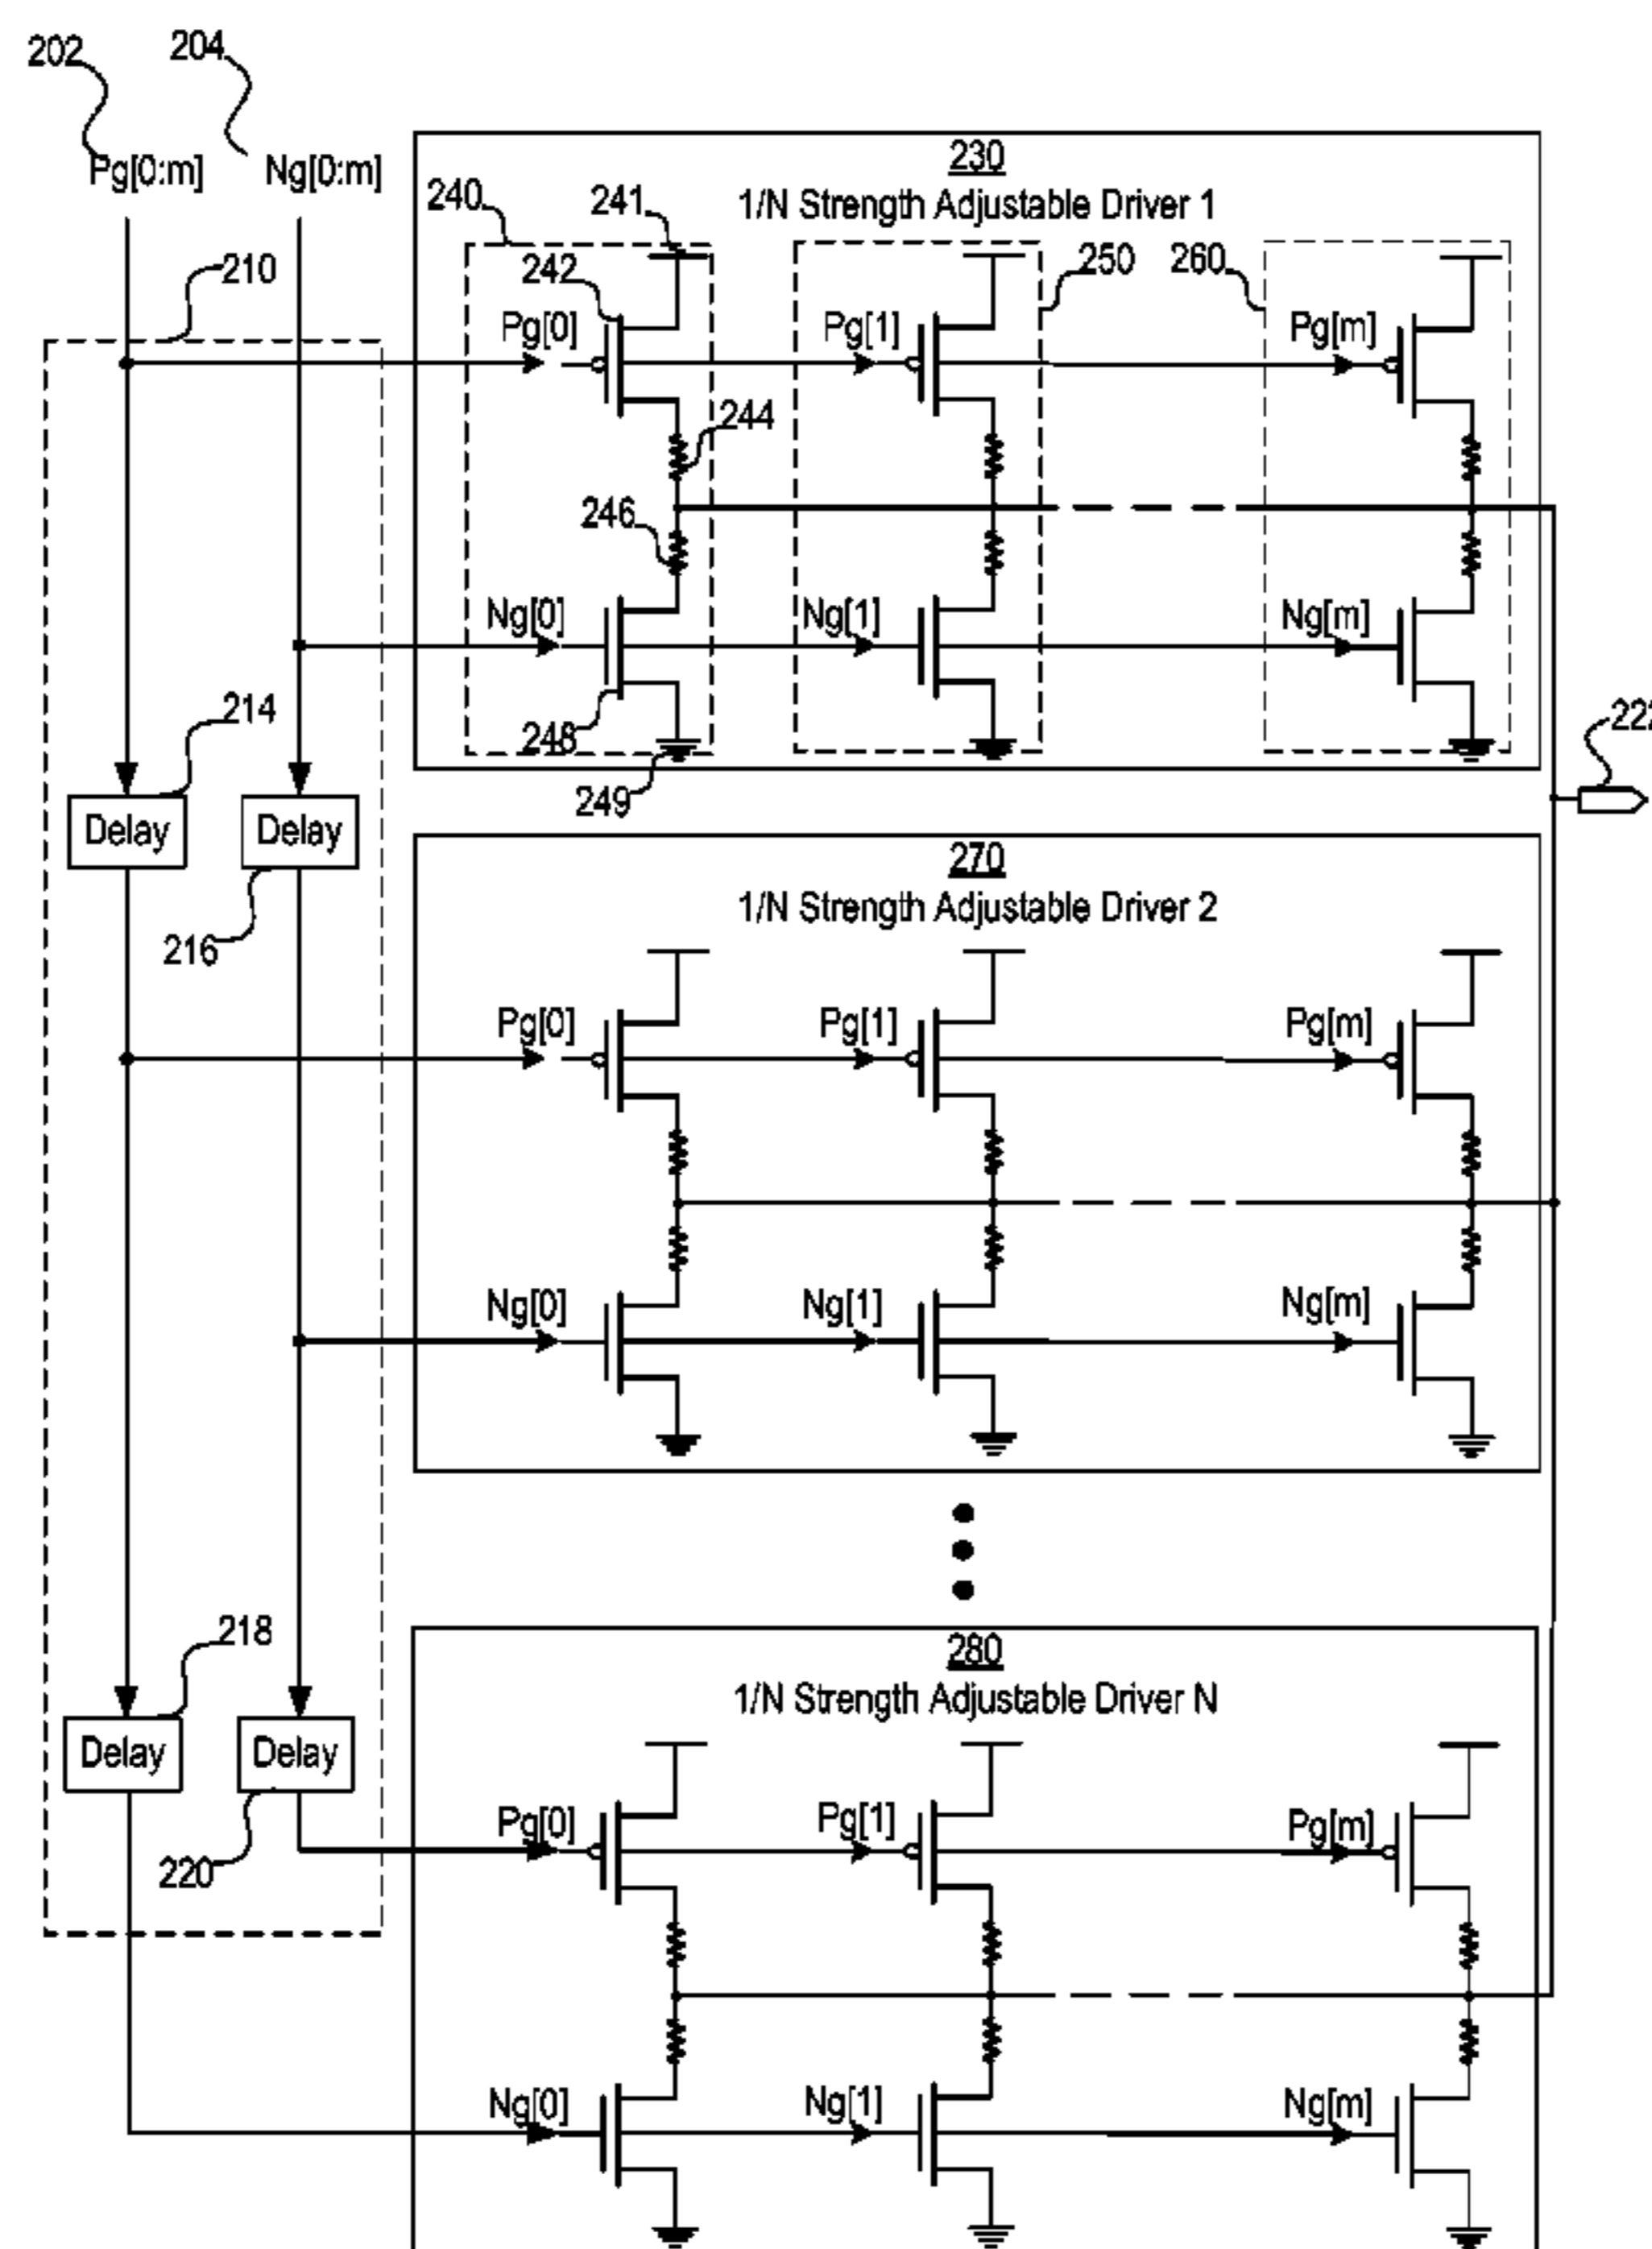 202
204
Pg[0:m]
Ng[0:m]
210
230
1/N Strength Adjustable Driver 1
240
241
242
250
260
Pg[0]
Pg[1]
Pg[m]
244
246
Ng[0]
Ng[1]
Ng[m]
248
249
214
Delay
Delay
216
222
270
1/N Strength Adjustable Driver 2
Pg[0]
Pg[1]
Pg[m]
Ng[0]
Ng[1]
Ng[m]
218
Delay
Delay
220
280
1/N Strength Adjustable Driver N
Pg[0]
Pg[1]
Pg[m]
Ng[0]
Ng[1]
Ng[m]